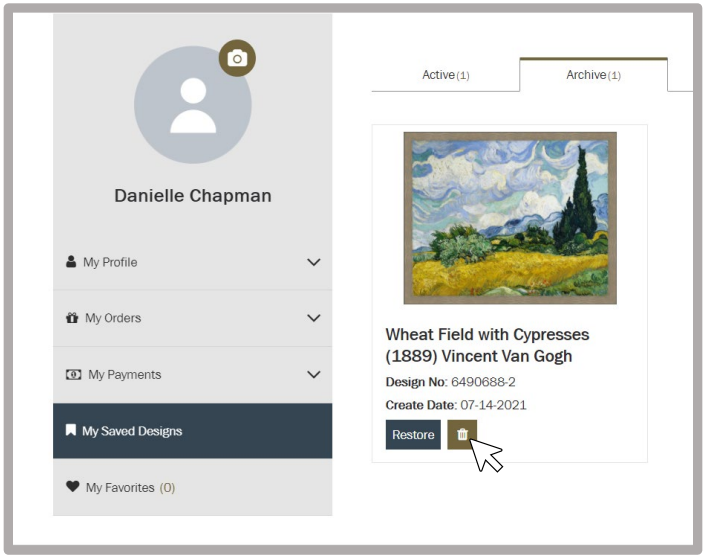 Danielle Chapman
My Profile
My Orders
My Payments
My Saved Designs
My Favorites (0)
Active(1)
Archive(1)
Wheat Field with Cypresses
(1889) Vincent Van Gogh
Design No: 6490688-2
Create Date: 07-14-2021
Restore